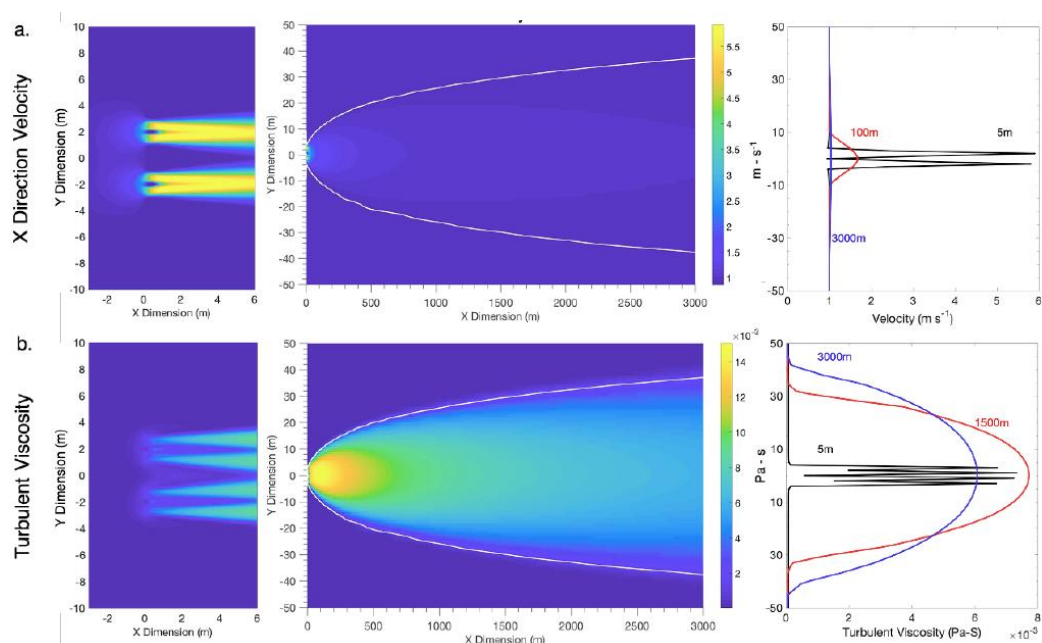 a.
X Direction Velocity
Y Dimension (m)
10
8
6
4
2
0
-2
-4
-6
-8
-10
-2 0 2 4 6
X Dimension (m)
Y Dimension (m)
50
40
30
20
10
0
-10
-20
-30
-40
-50
0 500 1000 1500 2000 2500 3000
X Dimension (m)
5.5
5
4.5
4
3.5
3
2.5
2
1.5
1
m - s⁻¹
50
30
10
-10
-30
-50
100m
5m
3000m
0 1 2 3 4 5 6
Velocity (m s⁻¹)
b.
Turbulent Viscosity
Y Dimension (m)
10
8
6
4
2
0
-2
-4
-6
-8
-10
-2 0 2 4 6
X Dimension (m)
Y Dimension (m)
50
40
30
20
10
0
-10
-20
-30
-40
-50
0 500 1000 1500 2000 2500 3000
X Dimension (m)
×10⁻³
14
12
10
8
6
4
2
Pa - s
50
30
10
-10
-30
-50
3000m
1500m
5m
0 2 4 6 8
Turbulent Viscosity (Pa-S)
×10⁻³